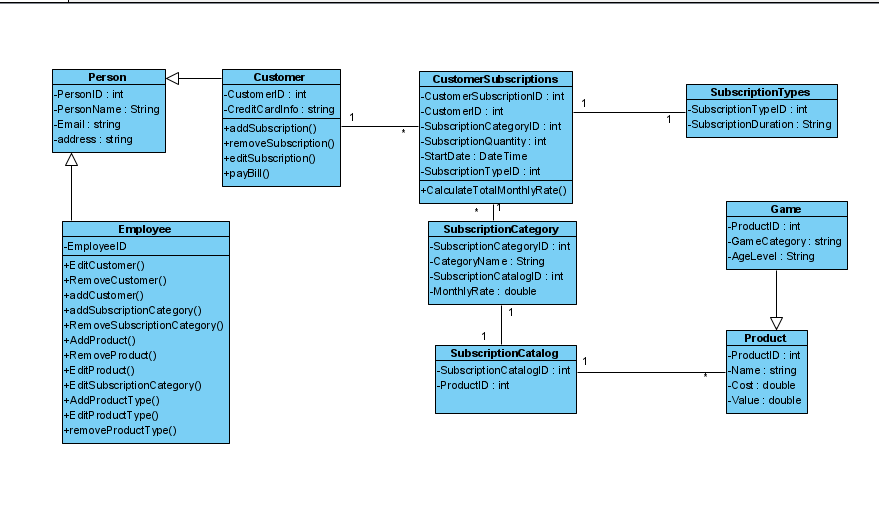 Person
-PersonID : int
-PersonName : String
-Email : string
-address : string
Customer
-CustomerID : int
-CreditCardInfo : string
+addSubscription()
+removeSubscription()
+editSubscription()
+payBill()
1
*
CustomerSubscriptions
-CustomerSubscriptionID : int
-CustomerID : int
-SubscriptionCategoryID : int
-SubscriptionQuantity : int
-StartDate : DateTime
-SubscriptionTypeID : int
+CalculateTotalMonthlyRate()
1
1
SubscriptionTypes
-SubscriptionTypeID : int
-SubscriptionDuration : String
* 1
Employee
-EmployeeID
+EditCustomer()
+RemoveCustomer()
+addCustomer()
+addSubscriptionCategory()
+RemoveSubscriptionCategory()
+AddProduct()
+RemoveProduct()
+EditProduct()
+EditSubscriptionCategory()
+AddProductType()
+EditProductType()
+removeProductType()
SubscriptionCategory
-SubscriptionCategoryID : int
-CategoryName : String
-SubscriptionCatalogID : int
-MonthlyRate : double
1
1
Game
-ProductID : int
-GameCategory : string
-AgeLevel : String
SubscriptionCatalog
-SubscriptionCatalogID : int
-ProductID : int
1
*
Product
-ProductID : int
-Name : string
-Cost : double
-Value : double